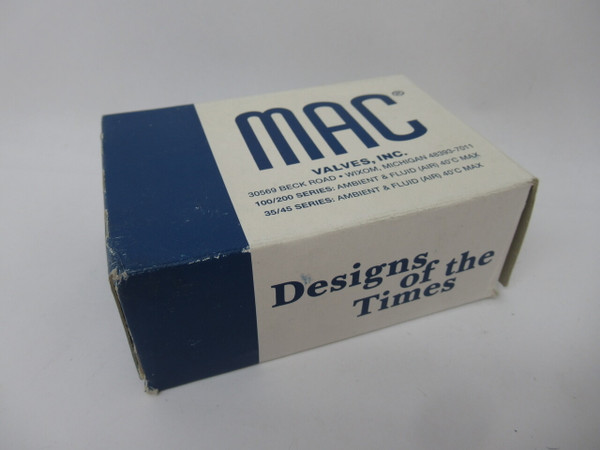 MAC®
VALVES, INC.
30569 BECK ROAD • WIXOM, MICHIGAN 48393-7011
100/200 SERIES: AMBIENT & FLUID (AIR) 40°C MAX
35/45 SERIES: AMBIENT & FLUID (AIR) 40°C MAX
Designs
of the
Times